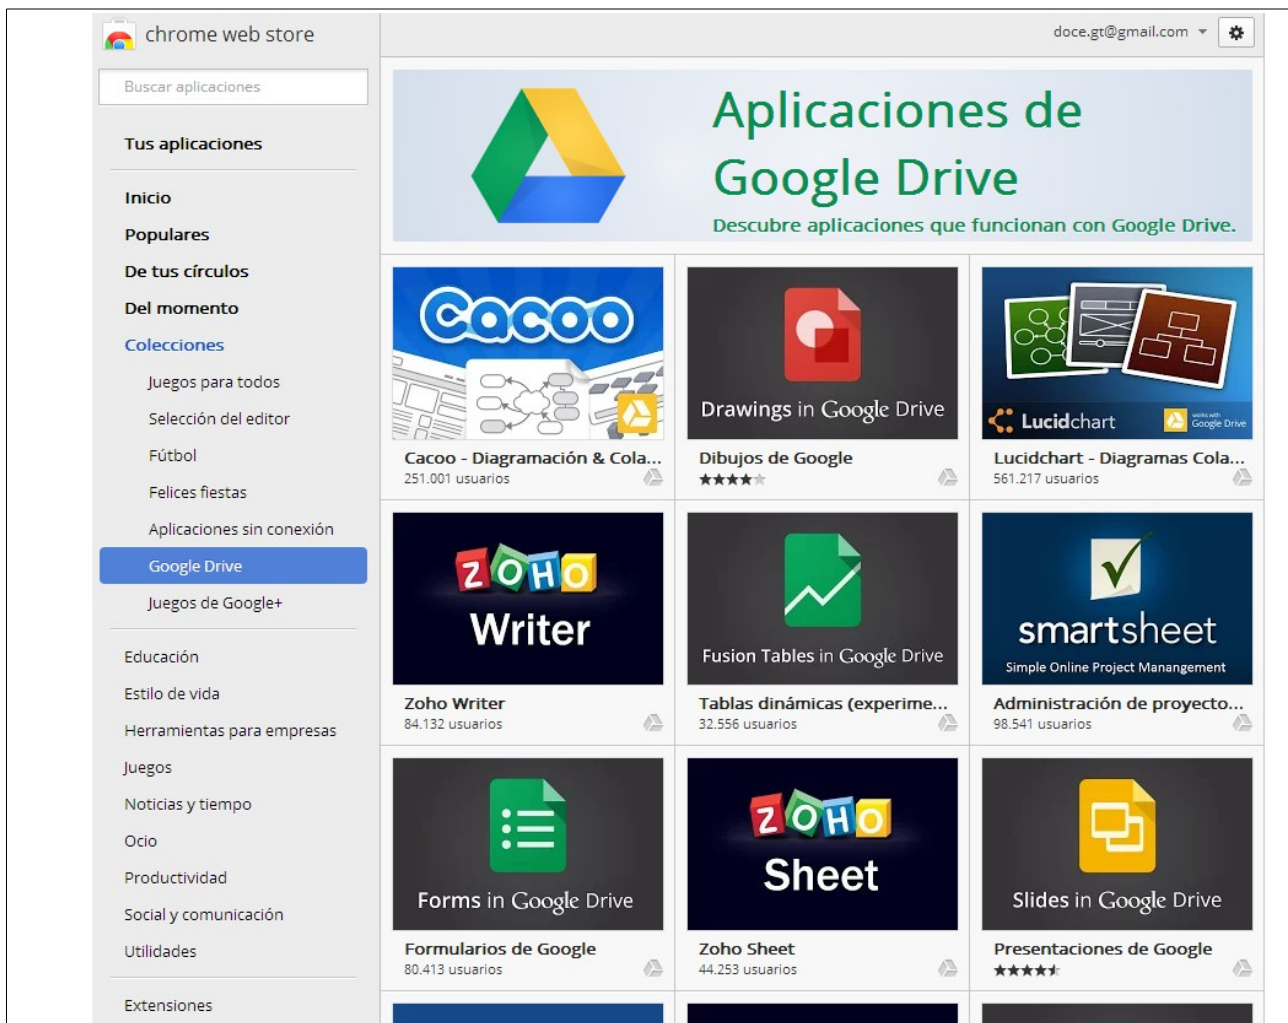 chrome web store
doce.gt@gmail.com
Buscar aplicaciones
Tus aplicaciones
Inicio
Populares
De tus círculos
Del momento
Colecciones
Juegos para todos
Selección del editor
Fútbol
Felices fiestas
Aplicaciones sin conexión
Google Drive
Juegos de Google+
Educación
Estilo de vida
Herramientas para empresas
Juegos
Noticias y tiempo
Ocio
Productividad
Social y comunicación
Utilidades
Extensiones
Aplicaciones de
Google Drive
Descubre aplicaciones que funcionan con Google Drive.
Cacoo
Cacoo - Diagramación & Cola...
251.001 usuarios
Drawings in Google Drive
Dibujos de Google
Lucidchart
works with
Google Drive
Lucidchart - Diagramas Cola...
561.217 usuarios
ZOHO
Writer
Zoho Writer
84.132 usuarios
Fusion Tables in Google Drive
Tablas dinámicas (experime...
32.556 usuarios
smartsheet
Simple Online Project Manangement
Administración de proyecto...
98.541 usuarios
Forms in Google Drive
Formularios de Google
80.413 usuarios
ZOHO
Sheet
Zoho Sheet
44.253 usuarios
Slides in Google Drive
Presentaciones de Google